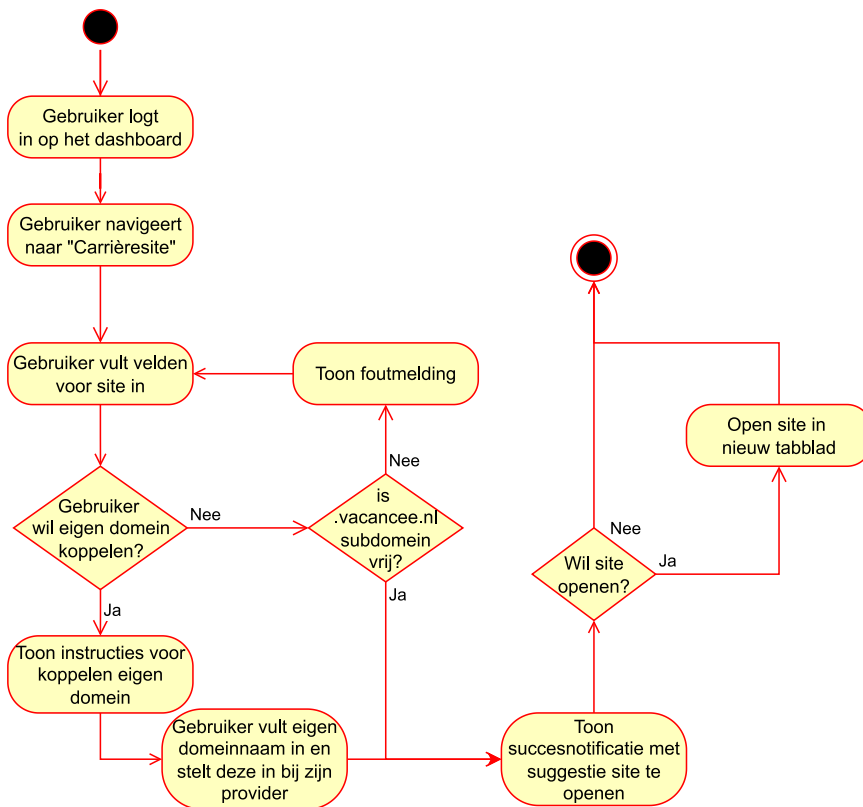 Gebruiker logt
in op het dashboard
Gebruiker navigeert
naar "Carrièresite"
Gebruiker vult velden
voor site in
Toon foutmelding
Gebruiker
wil eigen domein
koppelen?
Nee
Ja
Nee
is
.vacancee.nl
subdomein
vrij?
Ja
Toon instructies voor
koppelen eigen
domein
Gebruiker vult eigen
domeinnaam in en
stelt deze in bij zijn
provider
Toon
succesnotificatie met
suggestie site te
openen
Wil site
openen?
Nee
Ja
Open site in
nieuw tabblad